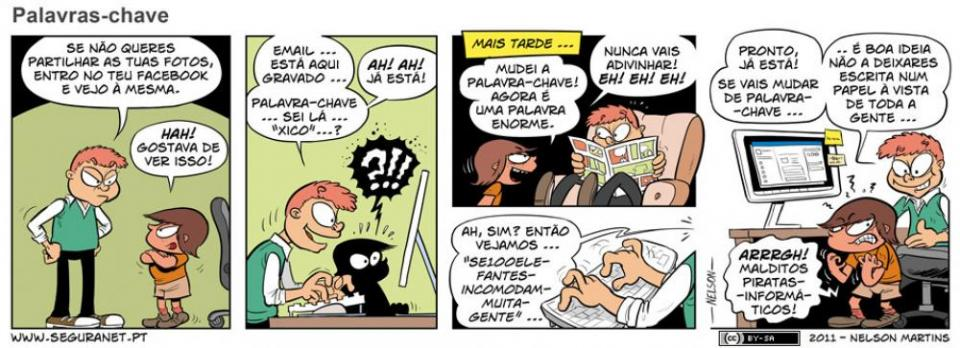 Palavras-chave
SE NÃO QUERES
PARTILHAR AS TUAS FOTOS,
ENTRO NO TEU FACEBOOK
E VEJO À MESMA.
HAH!
GOSTAVA DE
VER ISSO!
EMAIL ...
ESTÁ AQUI
GRAVADO ...
AH! AH!
JÁ ESTÁ!
PALAVRA-CHAVE
... SEI LÁ ...
"XICO"...?
?!!!
MAIS TARDE ...
MUDEI A
PALAVRA-CHAVE!
AGORA É
UMA PALAVRA
ENORME.
NUNCA VAIS
ADIVINHAR!
EH! EH! EH!
AH, SIM? ENTÃO
VEJAMOS ...
"SE100ELE-
FANTES-
INCOMODAM-
MUITA-
GENTE" ...
PRONTO,
JÁ ESTÁ!
SE VAIS MUDAR
DE PALAVRA-
CHAVE ...
.. É BOA IDEIA
NÃO A DEIXARES
ESCRITA NUM
PAPEL À VISTA
DE TODA A
GENTE ...
ARRRGH!
MALDITOS
PIRATAS-
-INFORMÁ-
TICOS!
NELSON
WWW.SEGURANET.PT
cc BY-SA
2011 - NELSON MARTINS